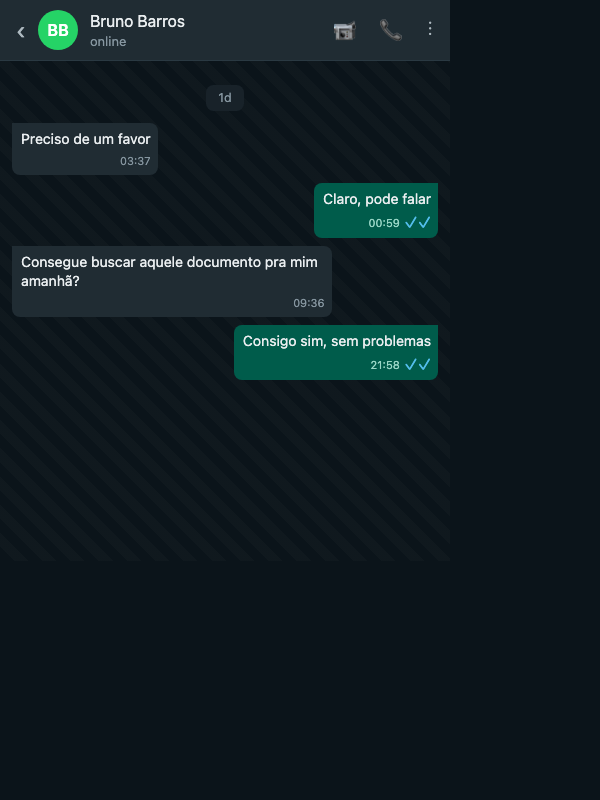 Bruno Barros
BB
online
1d
Preciso de um favor
03:37
Claro, pode falar
00:59
Consegue buscar aquele documento pra mim
amanhã?
09:36
Consigo sim, sem problemas
21:58